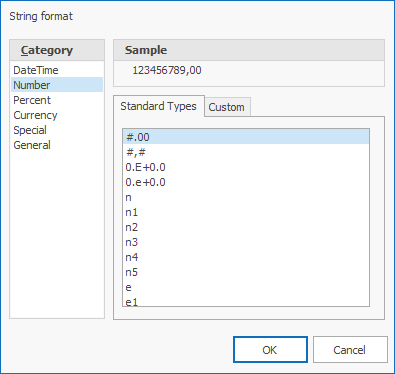 String format
Category
DateTime
Number
Percent
Currency
Special
General
Sample
123456789,00
Standard Types
Custom
#.00
#,#
0.E+0.0
0.e+0.0
n
n1
n2
n3
n4
n5
e
e1
OK
Cancel